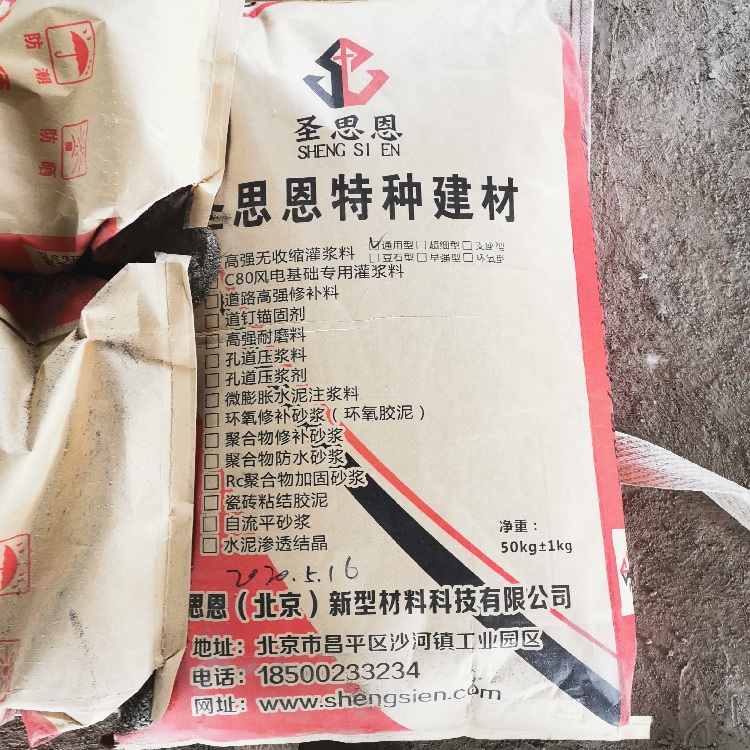 防潮
防晒
圣思恩
SHENG SI EN
思恩特种建材
高强无收缩灌浆料 ☑通用型 □超细型 □支座型
□豆石型 □早强型 □环氧型
C80风电基础专用灌浆料
□道路高强修补料
□道钉锚固剂
□高强耐磨料
□孔道压浆料
□孔道压浆剂
□微膨胀水泥注浆料
□环氧修补砂浆（环氧胶泥）
□聚合物修补砂浆
□聚合物防水砂浆
□Rc聚合物加固砂浆
□瓷砖粘结胶泥
□自流平砂浆
□水泥渗透结晶
净重：
50kg±1kg
2020.5.16
思恩（北京）新型材料科技有限公司
地址：北京市昌平区沙河镇工业园区
电话：18500233234
网址：www.shengsien.com